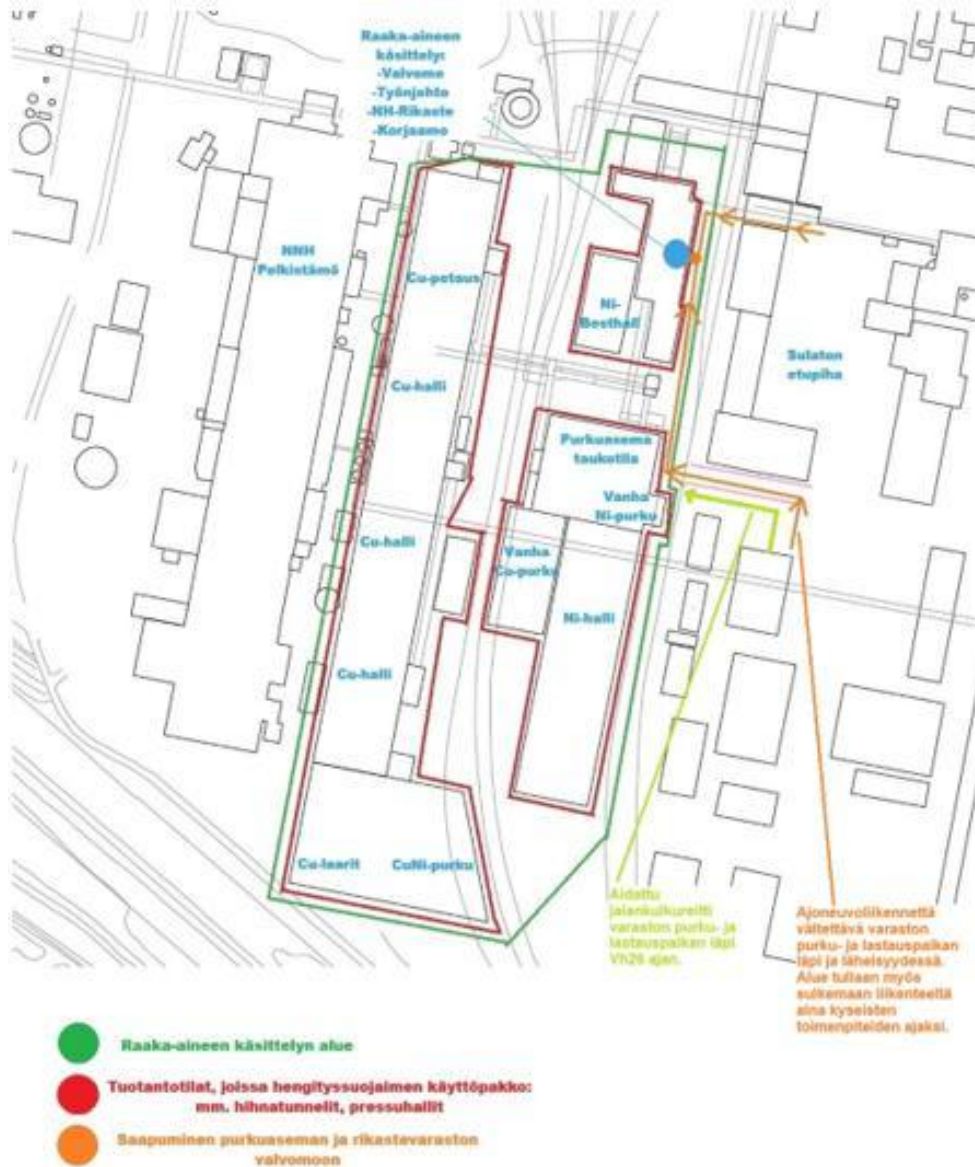 Raaka-aineen
käsittely:
-Valvomo
-Työnjohto
-NH-Rikaste
-Korjaamo
NNH
Pelkistämö
Cu-petaus
Ni-
Besthall
Cu-halli
Sulaton
etupiha
Purkuasema
taukotila
Vanha
Ni-purku
Cu-halli
Vanha
Cu-purku
Ni-halli
Cu-halli
Cu-laarit
CuNi-purku
Aidattu
jalankulkureitti
varaston purku- ja
lastauspaikan läpi
Vh26 ajan.
Ajoneuvoliikennettä
vältettävä varaston
purku- ja lastauspaikan
läpi ja läheisyydessä.
Alue tullaan myös
sulkemaan liikenteeltä
aina kyseisten
toimenpiteiden ajaksi.
Raaka-aineen käsittelyn alue
Tuotantotilat, joissa hengityssuojaimen käyttöpakko:
mm. hihnatunnelit, pressuhallit
Saapuminen purkuaseman ja rikastevaraston
valvomoon